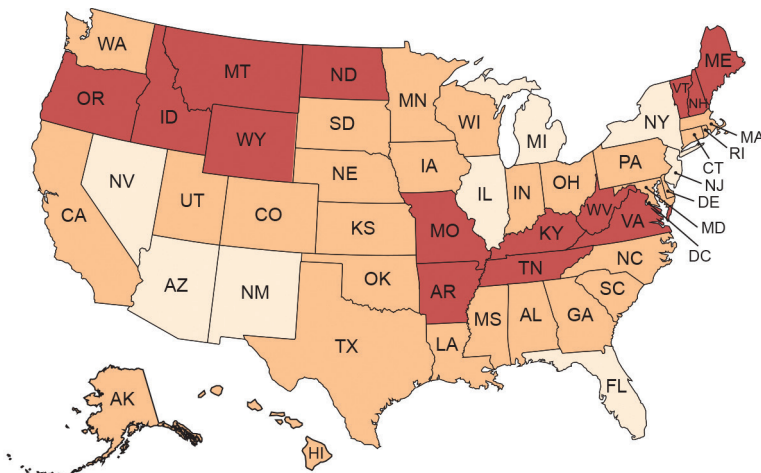 WA
MT
ND
ME
VT
NH
OR
ID
MN
WI
MI
NY
MA
RI
CT
NJ
SD
WY
NE
IA
IL
IN
OH
PA
DE
MD
DC
NV
UT
CO
KS
MO
KY
WV
VA
CA
AZ
NM
OK
AR
TN
NC
SC
TX
LA
MS
AL
GA
FL
AK
HI